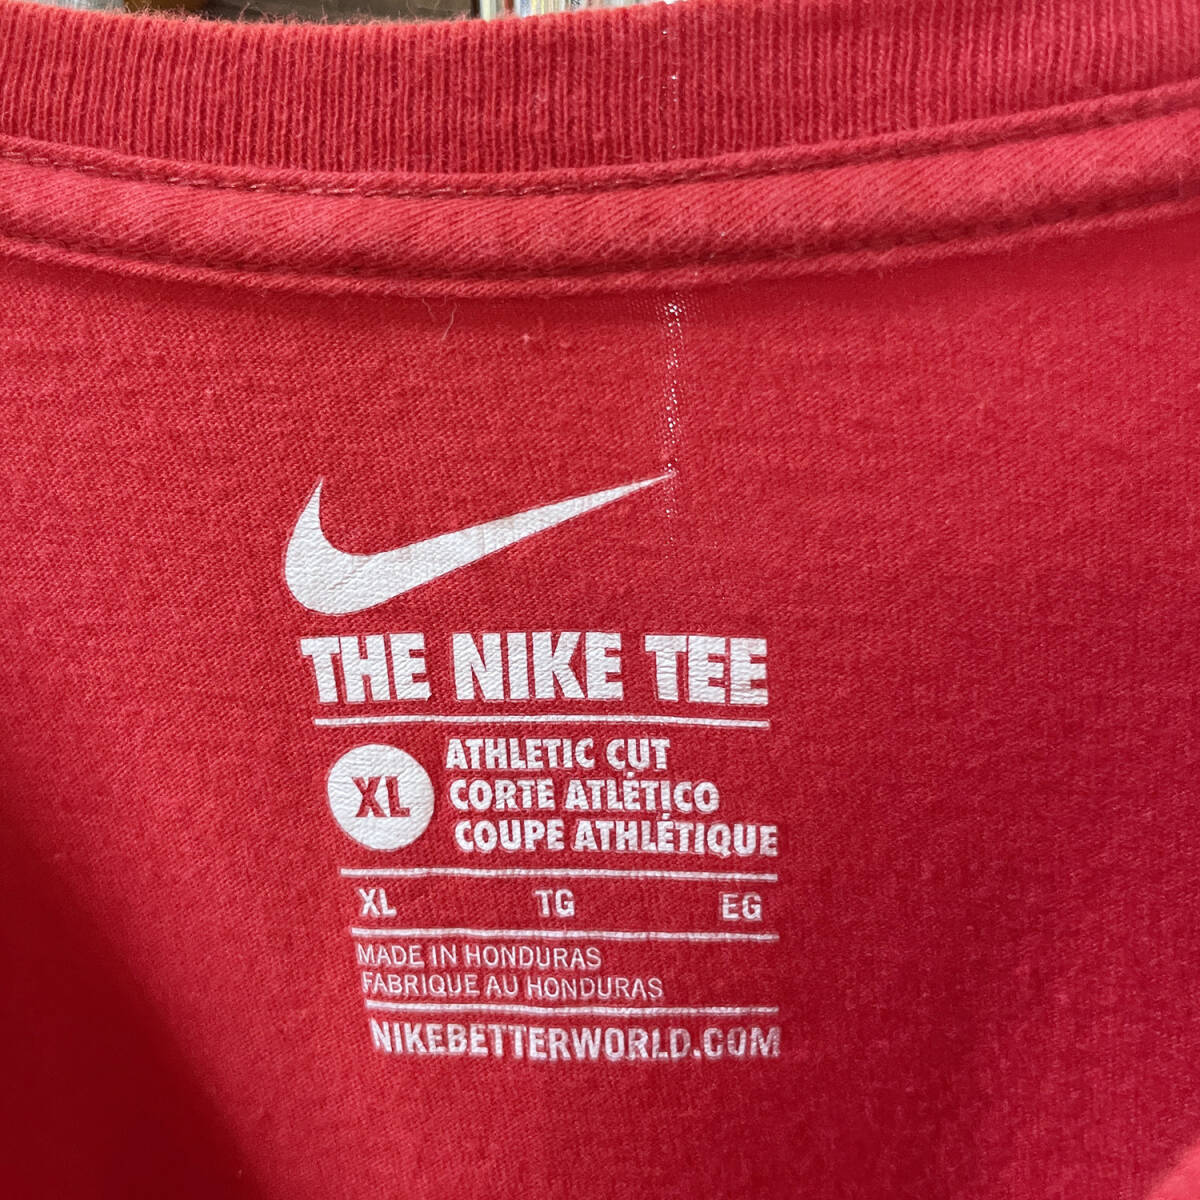 THE NIKE TEE
XL
ATHLETIC CUT
CORTE ATLÉTICO
COUPE ATHLÉTIQUE
XL TG EG
MADE IN HONDURAS
FABRIQUE AU HONDURAS
NIKEBETTERWORLD.COM